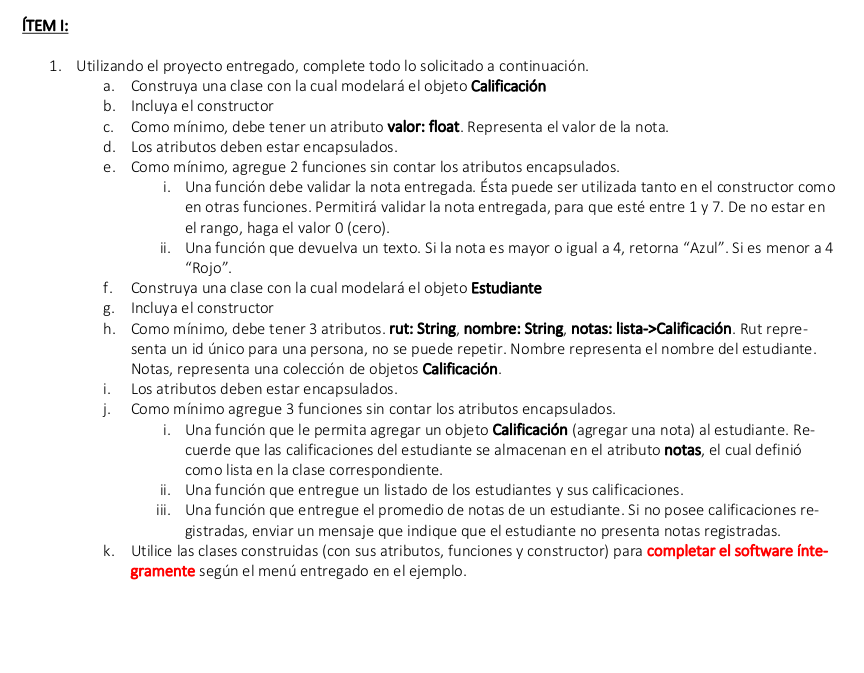 ÍTEM I:
1. Utilizando el proyecto entregado, complete todo lo solicitado a continuación.
a. Construya una clase con la cual modelará el objeto Calificación
b. Incluya el constructor
c. Como mínimo, debe tener un atributo valor: float. Representa el valor de la nota.
d. Los atributos deben estar encapsulados.
e. Como mínimo, agregue 2 funciones sin contar los atributos encapsulados.
i. Una función debe validar la nota entregada. Ésta puede ser utilizada tanto en el constructor como
en otras funciones. Permitirá validar la nota entregada, para que esté entre 1 y 7. De no estar en
el rango, haga el valor 0 (cero).
ii. Una función que devuelva un texto. Si la nota es mayor o igual a 4, retorna “Azul”. Si es menor a 4
“Rojo”.
f. Construya una clase con la cual modelará el objeto Estudiante
g. Incluya el constructor
h. Como mínimo, debe tener 3 atributos. rut: String, nombre: String, notas: lista->Calificación. Rut repre-
senta un id único para una persona, no se puede repetir. Nombre representa el nombre del estudiante.
Notas, representa una colección de objetos Calificación.
i. Los atributos deben estar encapsulados.
j. Como mínimo agregue 3 funciones sin contar los atributos encapsulados.
i. Una función que le permita agregar un objeto Calificación (agregar una nota) al estudiante. Re-
cuerde que las calificaciones del estudiante se almacenan en el atributo notas, el cual definió
como lista en la clase correspondiente.
ii. Una función que entregue un listado de los estudiantes y sus calificaciones.
iii. Una función que entregue el promedio de notas de un estudiante. Si no posee calificaciones re-
gistradas, enviar un mensaje que indique que el estudiante no presenta notas registradas.
k. Utilice las clases construidas (con sus atributos, funciones y constructor) para completar el software ínte-
gramente según el menú entregado en el ejemplo.